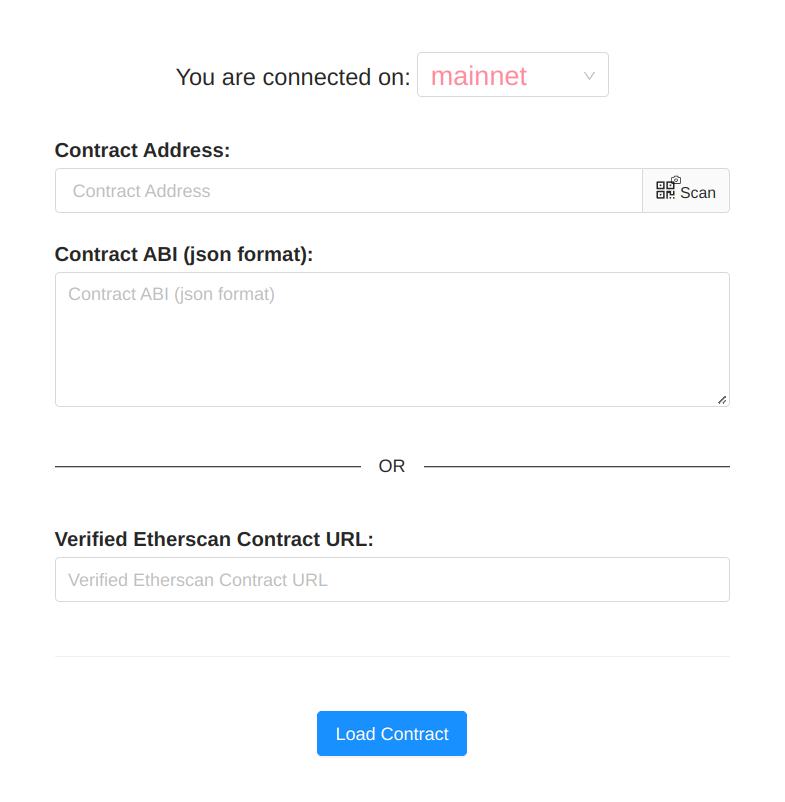 You are connected on: mainnet
Contract Address:
Contract Address Scan
Contract ABI (json format):
Contract ABI (json format)
OR
Verified Etherscan Contract URL:
Verified Etherscan Contract URL
Load Contract